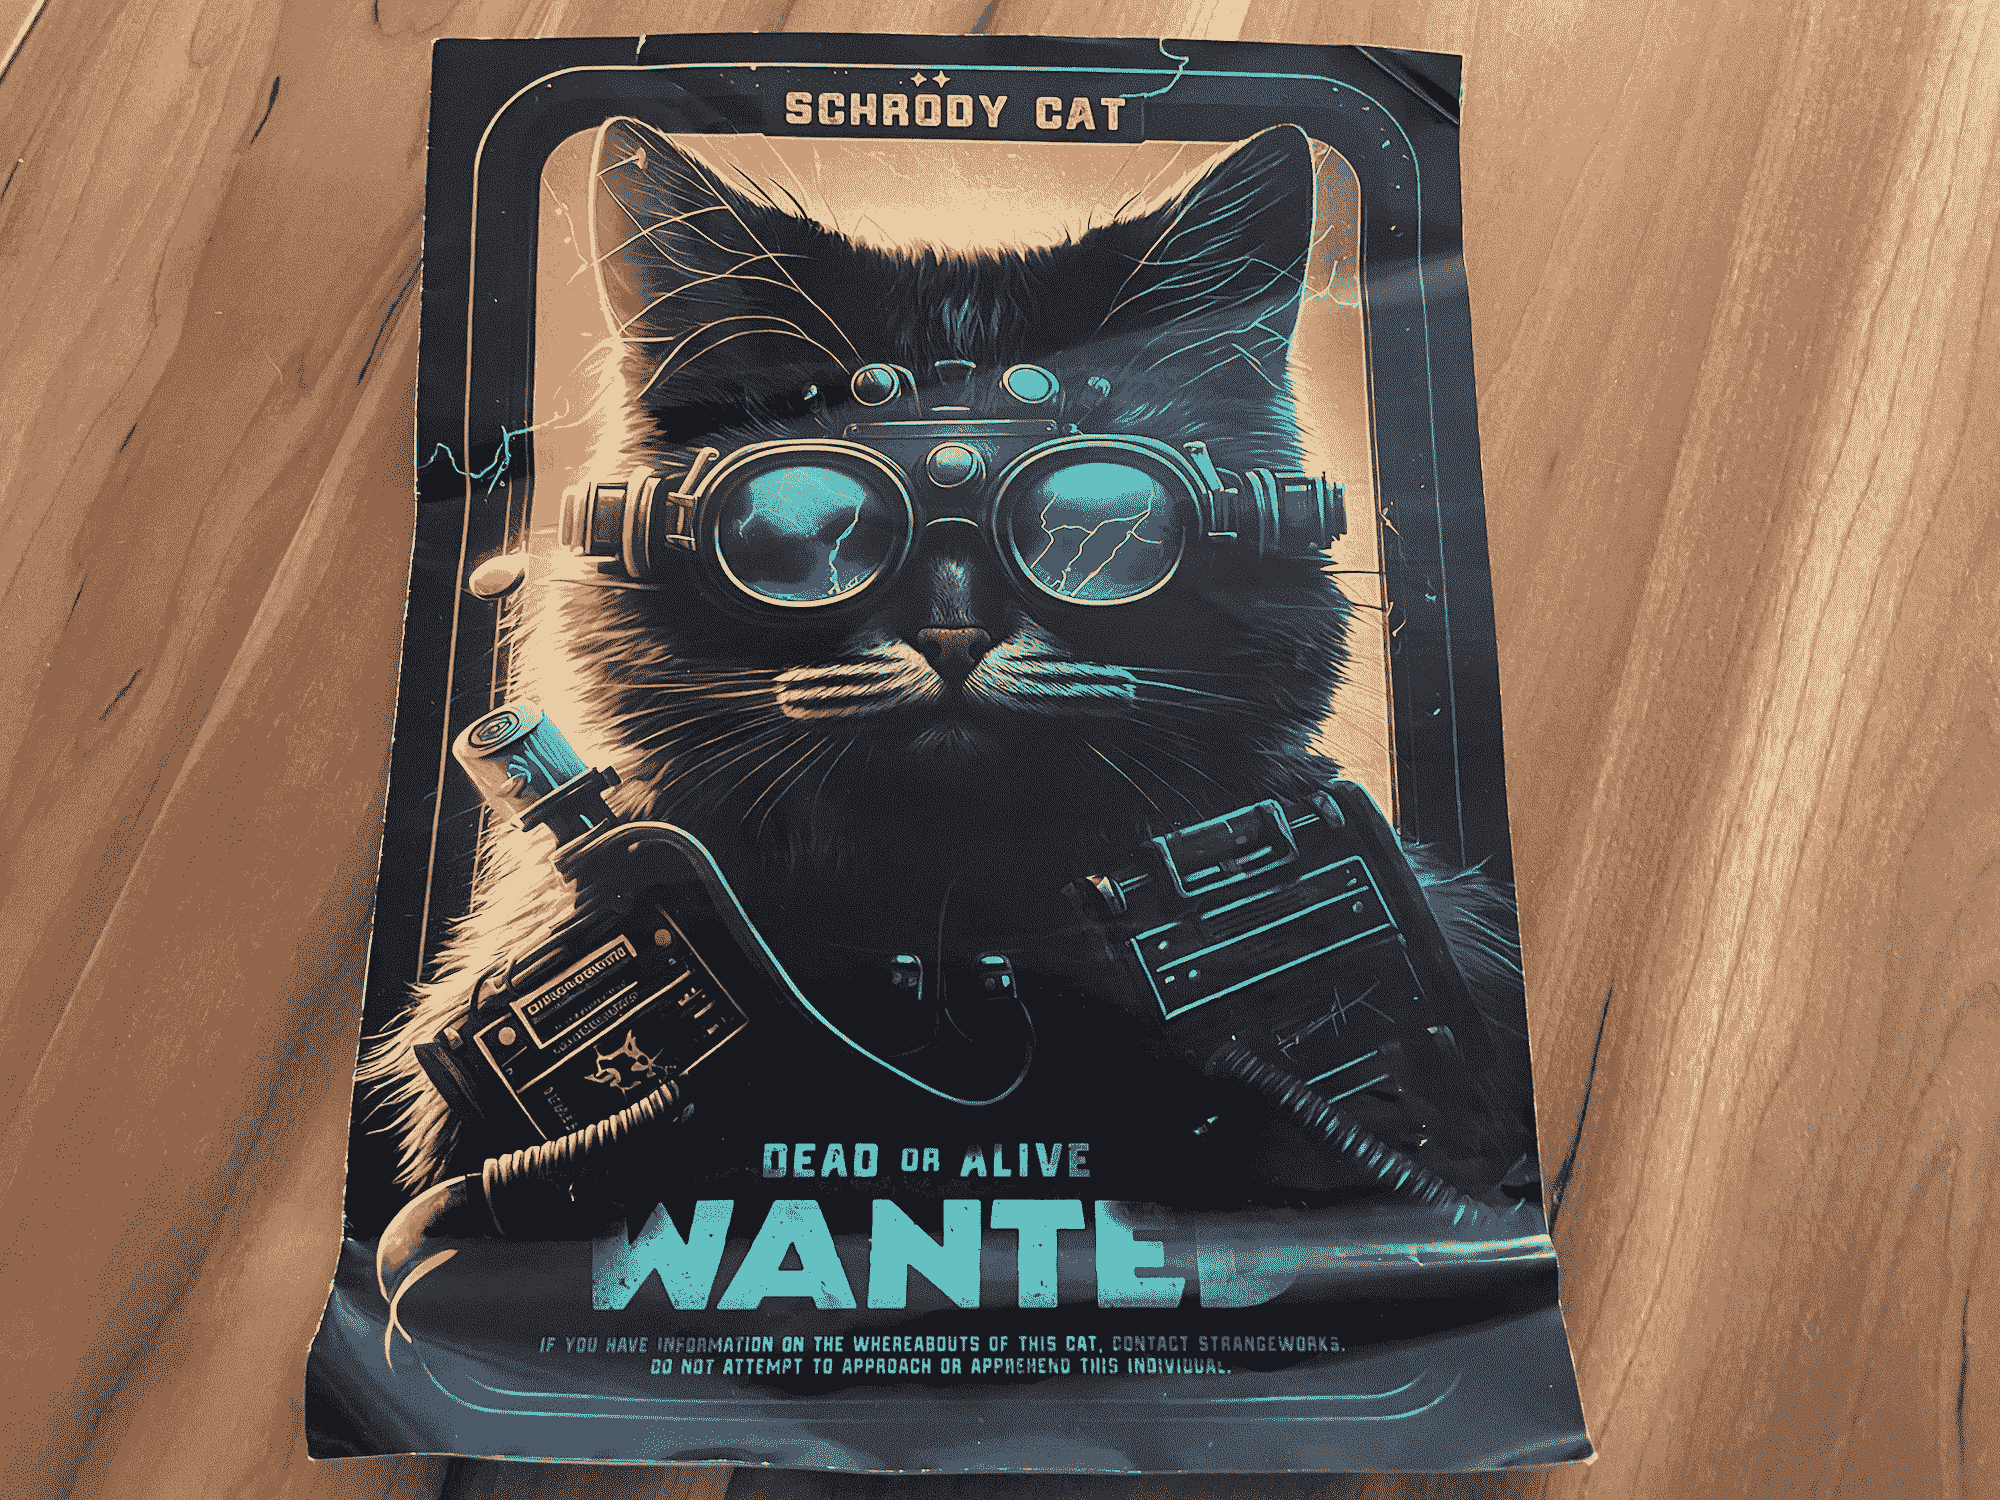 SCHRÖDY CAT
DEAD OR ALIVE
WANTED
IF YOU HAVE INFORMATION ON THE WHEREABOUTS OF THIS CAT, CONTACT STRANGEWORKS.
DO NOT ATTEMPT TO APPROACH OR APPREHEND THIS INDIVIDUAL.